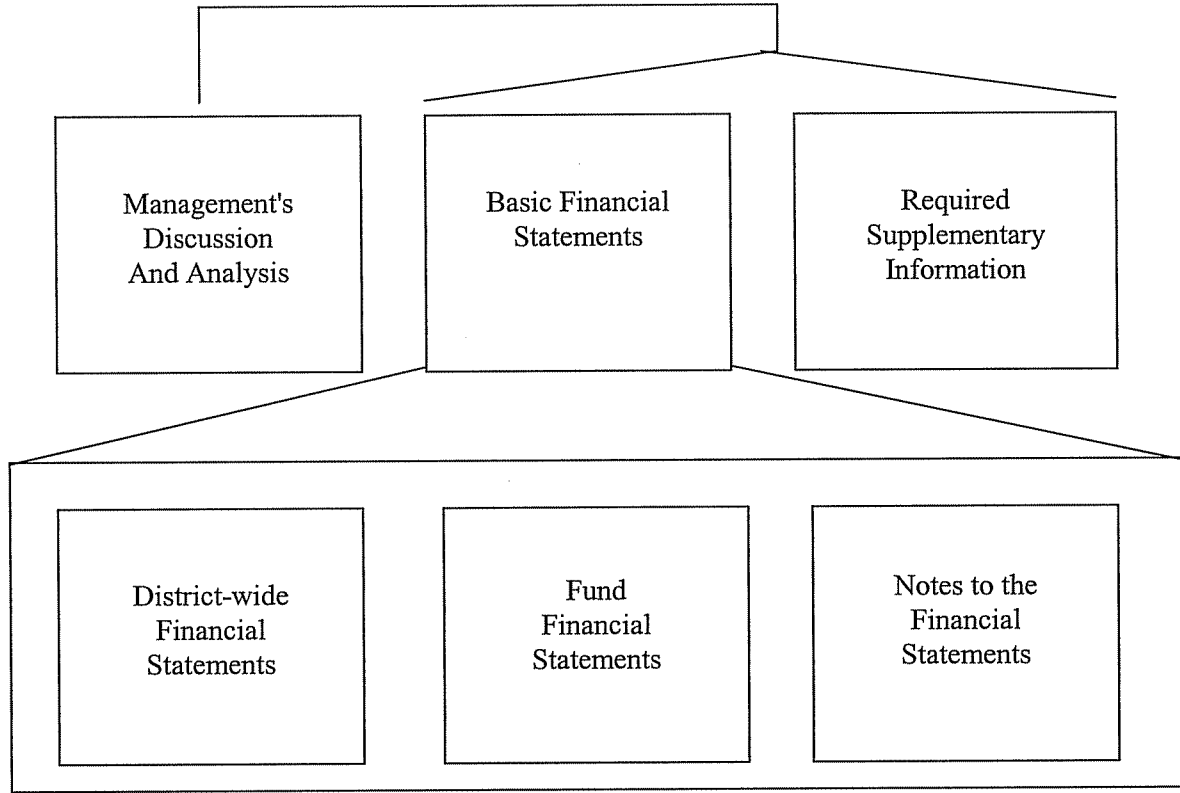 Management's
Discussion
And Analysis
Basic Financial
Statements
Required
Supplementary
Information
District-wide
Financial
Statements
Fund
Financial
Statements
Notes to the
Financial
Statements